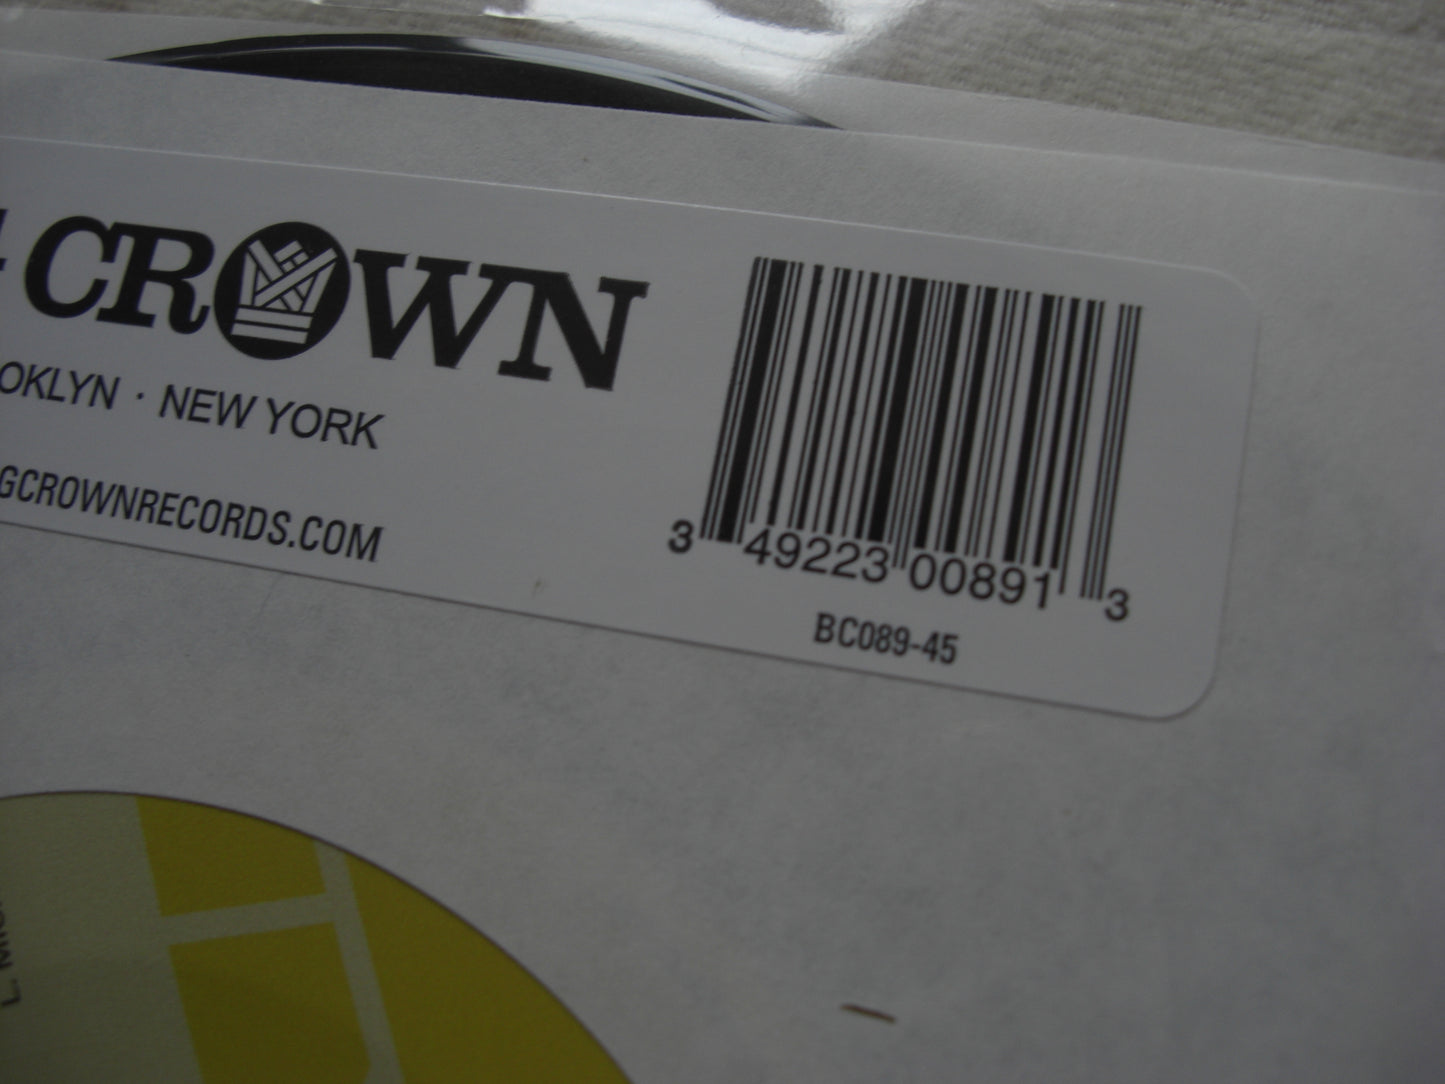 CROWN
OKLYN · NEW YORK
GCROWNRECORDS.COM
3 49223 00891 3
BC089-45